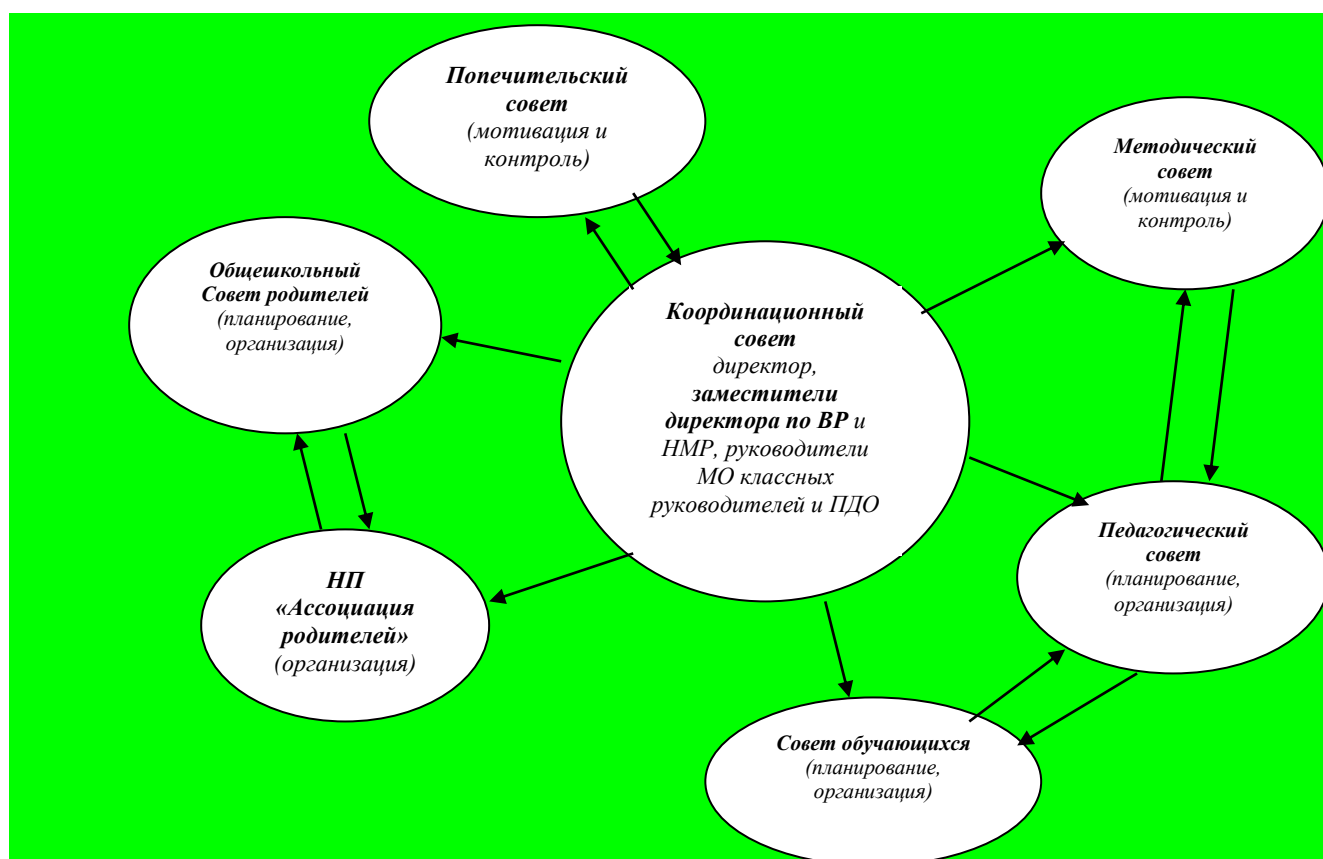 Попечительский
совет
(мотивация и
контроль)
Методический
совет
(мотивация и
контроль)
Общешкольный
Совет родителей
(планирование,
организация)
Координационный
совет
директор,
заместители
директора по ВР и
НМР, руководители
МО классных
руководителей и ПДО
Педагогический
совет
(планирование,
организация)
НП
«Ассоциация
родителей»
(организация)
Совет обучающихся
(планирование,
организация)